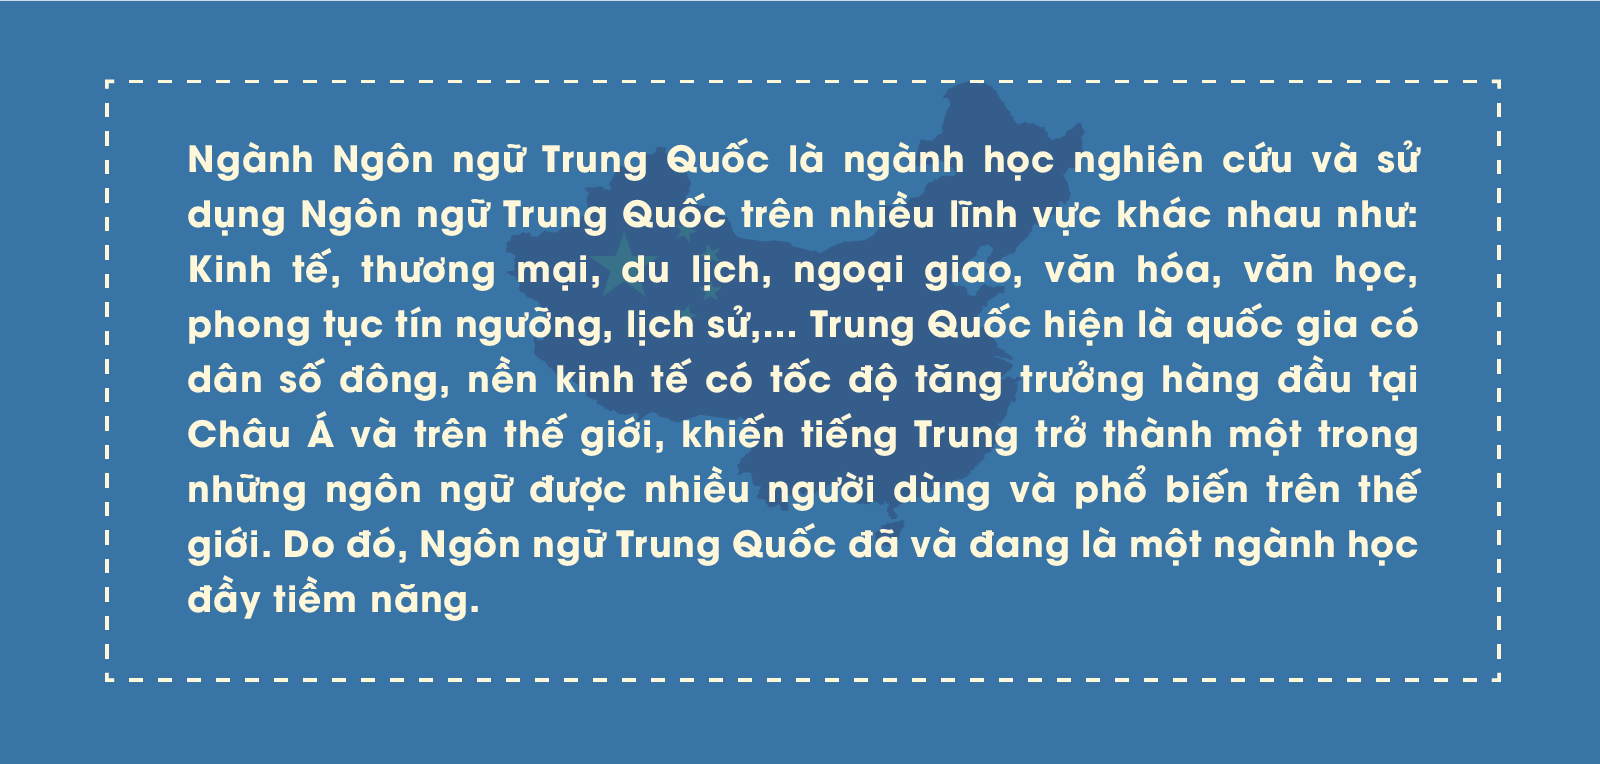 Ngành Ngôn ngữ Trung Quốc là ngành học nghiên cứu và sử
dụng Ngôn ngữ Trung Quốc trên nhiều lĩnh vực khác nhau như:
Kinh tế, thương mại, du lịch, ngoại giao, văn hóa, văn học,
phong tục tín ngưỡng, lịch sử,... Trung Quốc hiện là quốc gia có
dân số đông, nền kinh tế có tốc độ tăng trưởng hàng đầu tại
Châu Á và trên thế giới, khiến tiếng Trung trở thành một trong
những ngôn ngữ được nhiều người dùng và phổ biến trên thế
giới. Do đó, Ngôn ngữ Trung Quốc đã và đang là một ngành học
đầy tiềm năng.